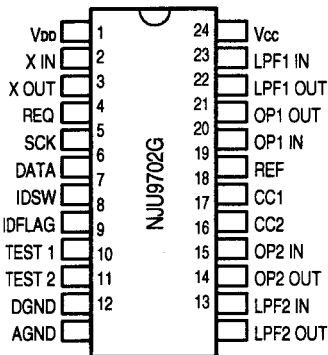 VDD 1 24 Vcc
X IN 2 23 LPF1 IN
X OUT 3 22 LPF1 OUT
REQ 4 21 OP1 OUT
SCK 5 20 OP1 IN
DATA 6 19 REF
IDSW 7 18 CC1
IDFLAG 8 17 CC2
TEST 1 9 16 OP2 IN
TEST 2 10 15 OP2 OUT
DGND 11 14 LPF2 IN
AGND 12 13 LPF2 OUT
NJU9702G